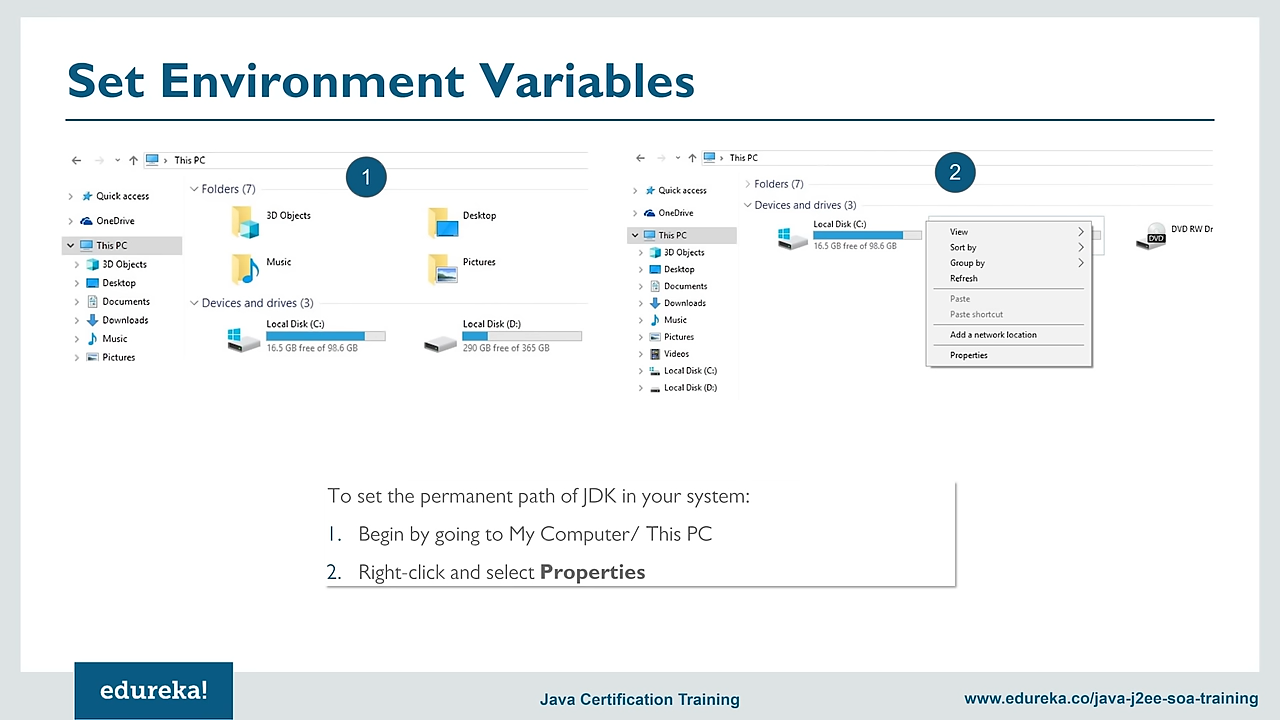 Set Environment Variables
This PC
1
Quick access
OneDrive
This PC
3D Objects
Desktop
Documents
Downloads
Music
Pictures
Folders (7)
3D Objects
Desktop
Music
Pictures
Devices and drives (3)
Local Disk (C:)
16.5 GB free of 98.6 GB
Local Disk (D:)
290 GB free of 365 GB
This PC
2
Quick access
OneDrive
This PC
3D Objects
Desktop
Documents
Downloads
Music
Pictures
Videos
Local Disk (C:)
Local Disk (D:)
Folders (7)
Devices and drives (3)
Local Disk (C:)
16.5 GB free of 98.6 GB
View
Sort by
Group by
Refresh
Paste
Paste shortcut
Add a network location
Properties
DVD
DVD RW Dr
To set the permanent path of JDK in your system:
1. Begin by going to My Computer/ This PC
2. Right-click and select Properties
edureka!
Java Certification Training
www.edureka.co/java-j2ee-soa-training